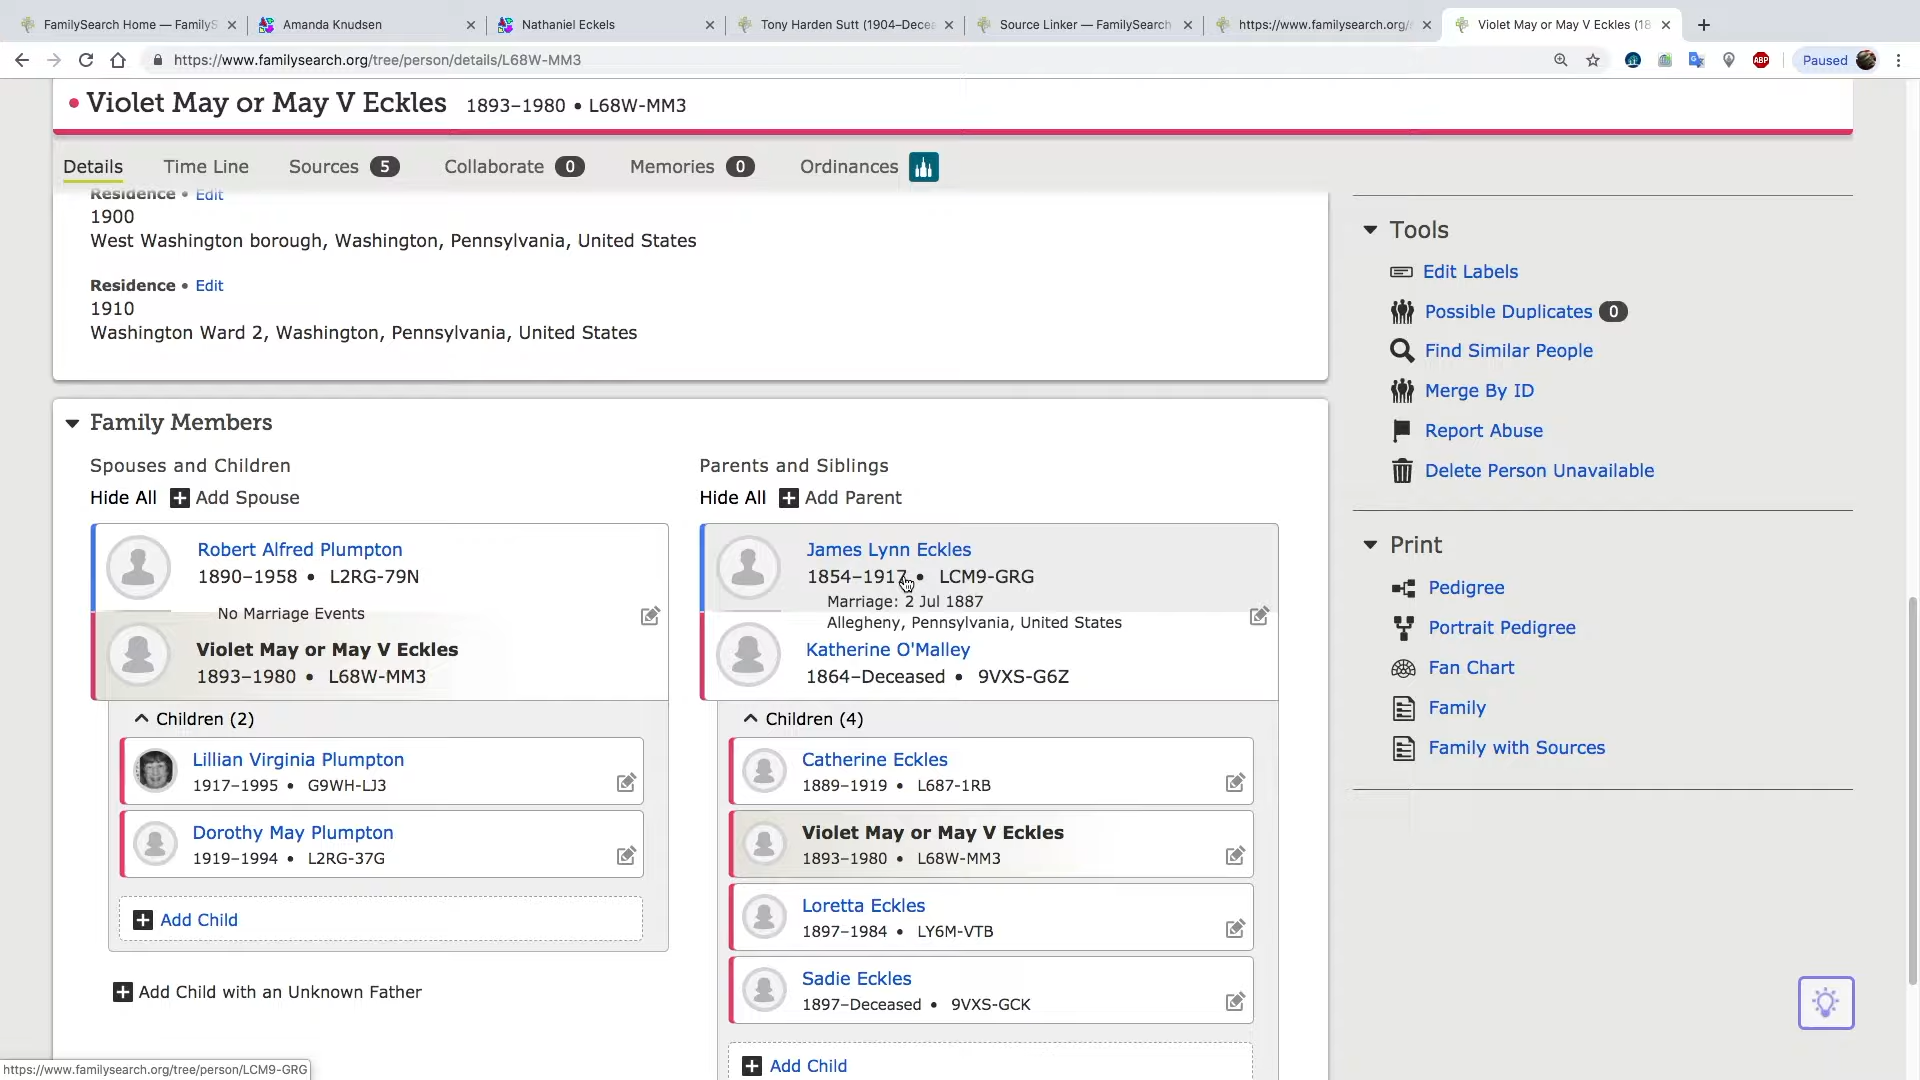 FamilySearch Home — FamilyS
Amanda Knudsen
Nathaniel Eckels
Tony Harden Sutt (1904–Decea
Source Linker — FamilySearch
https://www.familysearch.org/
Violet May or May V Eckles (18
https://www.familysearch.org/tree/person/details/L68W-MM3
ABP
Paused
Violet May or May V Eckles 1893–1980 • L68W-MM3
Details
Time Line
Sources 5
Collaborate 0
Memories 0
Ordinances
Residence • Edit
1900
West Washington borough, Washington, Pennsylvania, United States
Residence • Edit
1910
Washington Ward 2, Washington, Pennsylvania, United States
Family Members
Spouses and Children
Hide All Add Spouse
Robert Alfred Plumpton
1890–1958 • L2RG-79N
No Marriage Events
Violet May or May V Eckles
1893–1980 • L68W-MM3
Children (2)
Lillian Virginia Plumpton
1917–1995 • G9WH-LJ3
Dorothy May Plumpton
1919–1994 • L2RG-37G
Add Child
Add Child with an Unknown Father
Parents and Siblings
Hide All Add Parent
James Lynn Eckles
1854–1917 • LCM9-GRG
Marriage: 2 Jul 1887
Allegheny, Pennsylvania, United States
Katherine O'Malley
1864–Deceased • 9VXS-G6Z
Children (4)
Catherine Eckles
1889–1919 • L687-1RB
Violet May or May V Eckles
1893–1980 • L68W-MM3
Loretta Eckles
1897–1984 • LY6M-VTB
Sadie Eckles
1897–Deceased • 9VXS-GCK
Add Child
Tools
Edit Labels
Possible Duplicates 0
Find Similar People
Merge By ID
Report Abuse
Delete Person Unavailable
Print
Pedigree
Portrait Pedigree
Fan Chart
Family
Family with Sources
https://www.familysearch.org/tree/person/LCM9-GRG